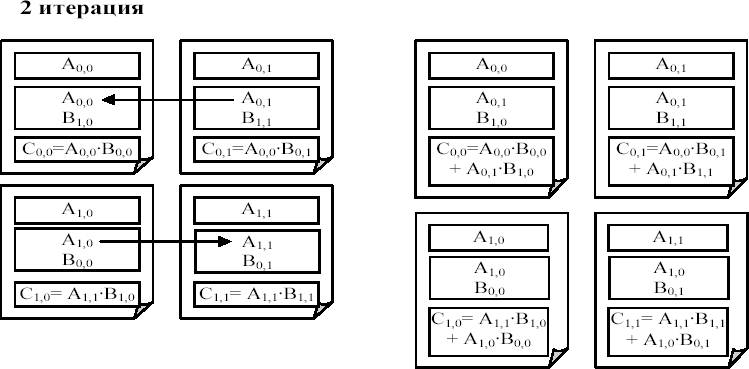 2 итерация
A0,0
A0,0
B1,0
C0,0=A0,0·B0,0
A0,1
A0,1
B1,1
C0,1=A0,0·B0,1
A1,0
A1,0
B0,0
C1,0= A1,1·B1,0
A1,1
A1,1
B0,1
C1,1= A1,1·B1,1
A0,0
A0,1
B1,0
C0,0=A0,0·B0,0
+ A0,1·B1,0
A0,1
A0,1
B1,1
C0,1=A0,0·B0,1
+ A0,1·B1,1
A1,0
A1,0
B0,0
C1,0= A1,1·B1,0
+ A1,0·B0,0
A1,1
A1,0
B0,1
C1,1= A1,1·B1,1
+ A1,0·B0,1